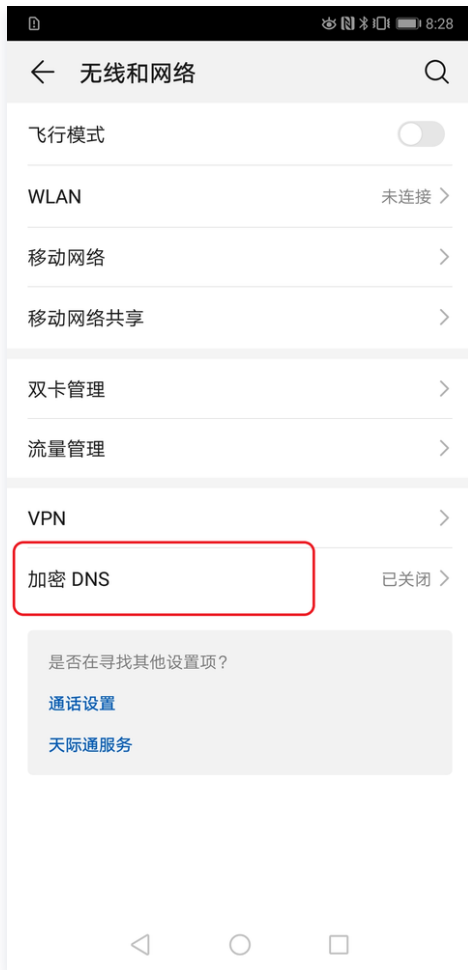 8:28
无线和网络
飞行模式
WLAN 未连接
移动网络
移动网络共享
双卡管理
流量管理
VPN
加密 DNS 已关闭
是否在寻找其他设置项?
通话设置
天际通服务